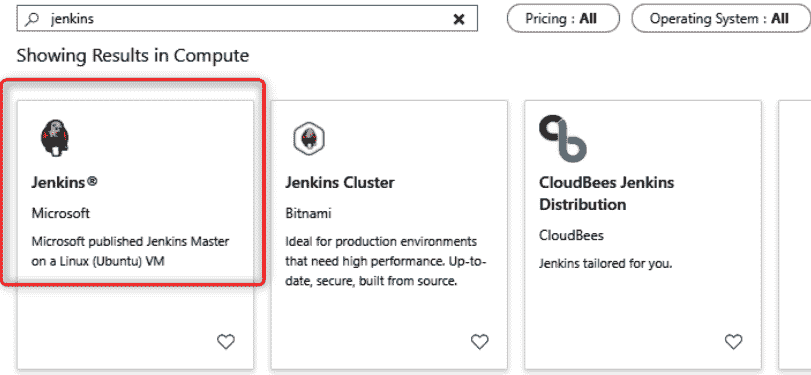 jenkins
Pricing : All
Operating System : All
Showing Results in Compute
Jenkins®
Microsoft
Microsoft published Jenkins Master
on a Linux (Ubuntu) VM
Jenkins Cluster
Bitnami
Ideal for production environments
that need high performance. Up-to-
date, secure, built from source.
CloudBees Jenkins
Distribution
CloudBees
Jenkins tailored for you.